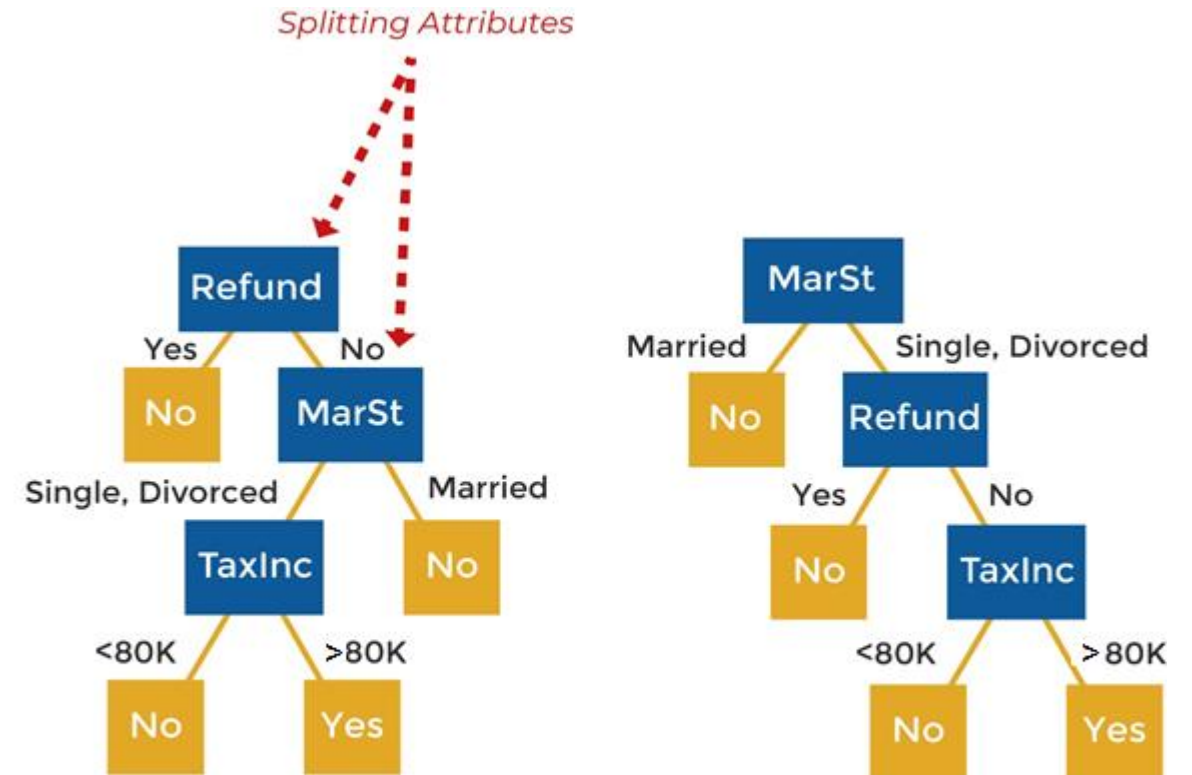 Splitting Attributes
Refund
Yes
No
No
MarSt
Single, Divorced
Married
TaxInc
No
<80K
>80K
No
Yes
MarSt
Married
Single, Divorced
No
Refund
Yes
No
No
TaxInc
<80K
>80K
No
Yes